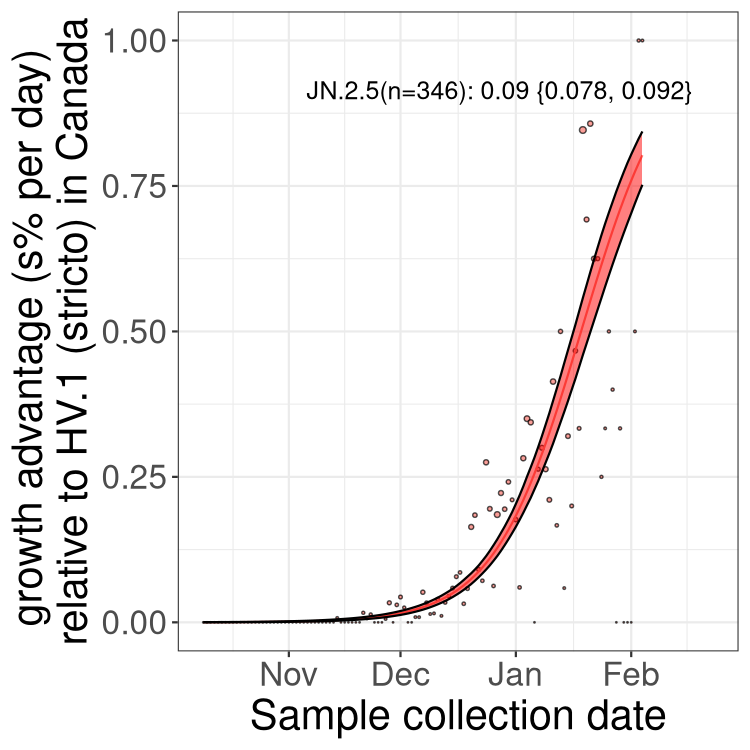 growth advantage (s% per day)
relative to HV.1 (stricto) in Canada
1.00
0.75
0.50
0.25
0.00
JN.2.5(n=346): 0.09 {0.078, 0.092}
Nov Dec Jan Feb
Sample collection date